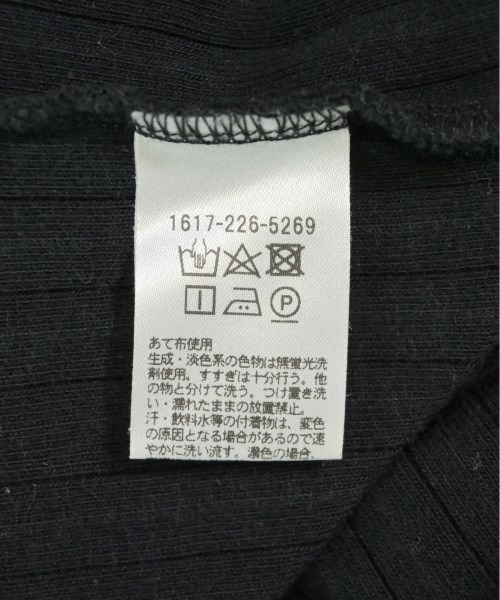 1617-226-5269
P
あて布使用
生成・淡色系の色物は無蛍光洗
剤使用。すすぎは十分行う。他
の物と分けて洗う。つけ置き洗
い・濡れたままの放置禁止。
汗・飲料水等の付着物は、変色
の原因となる場合があるので速
やかに洗い流す。濃色の場合、